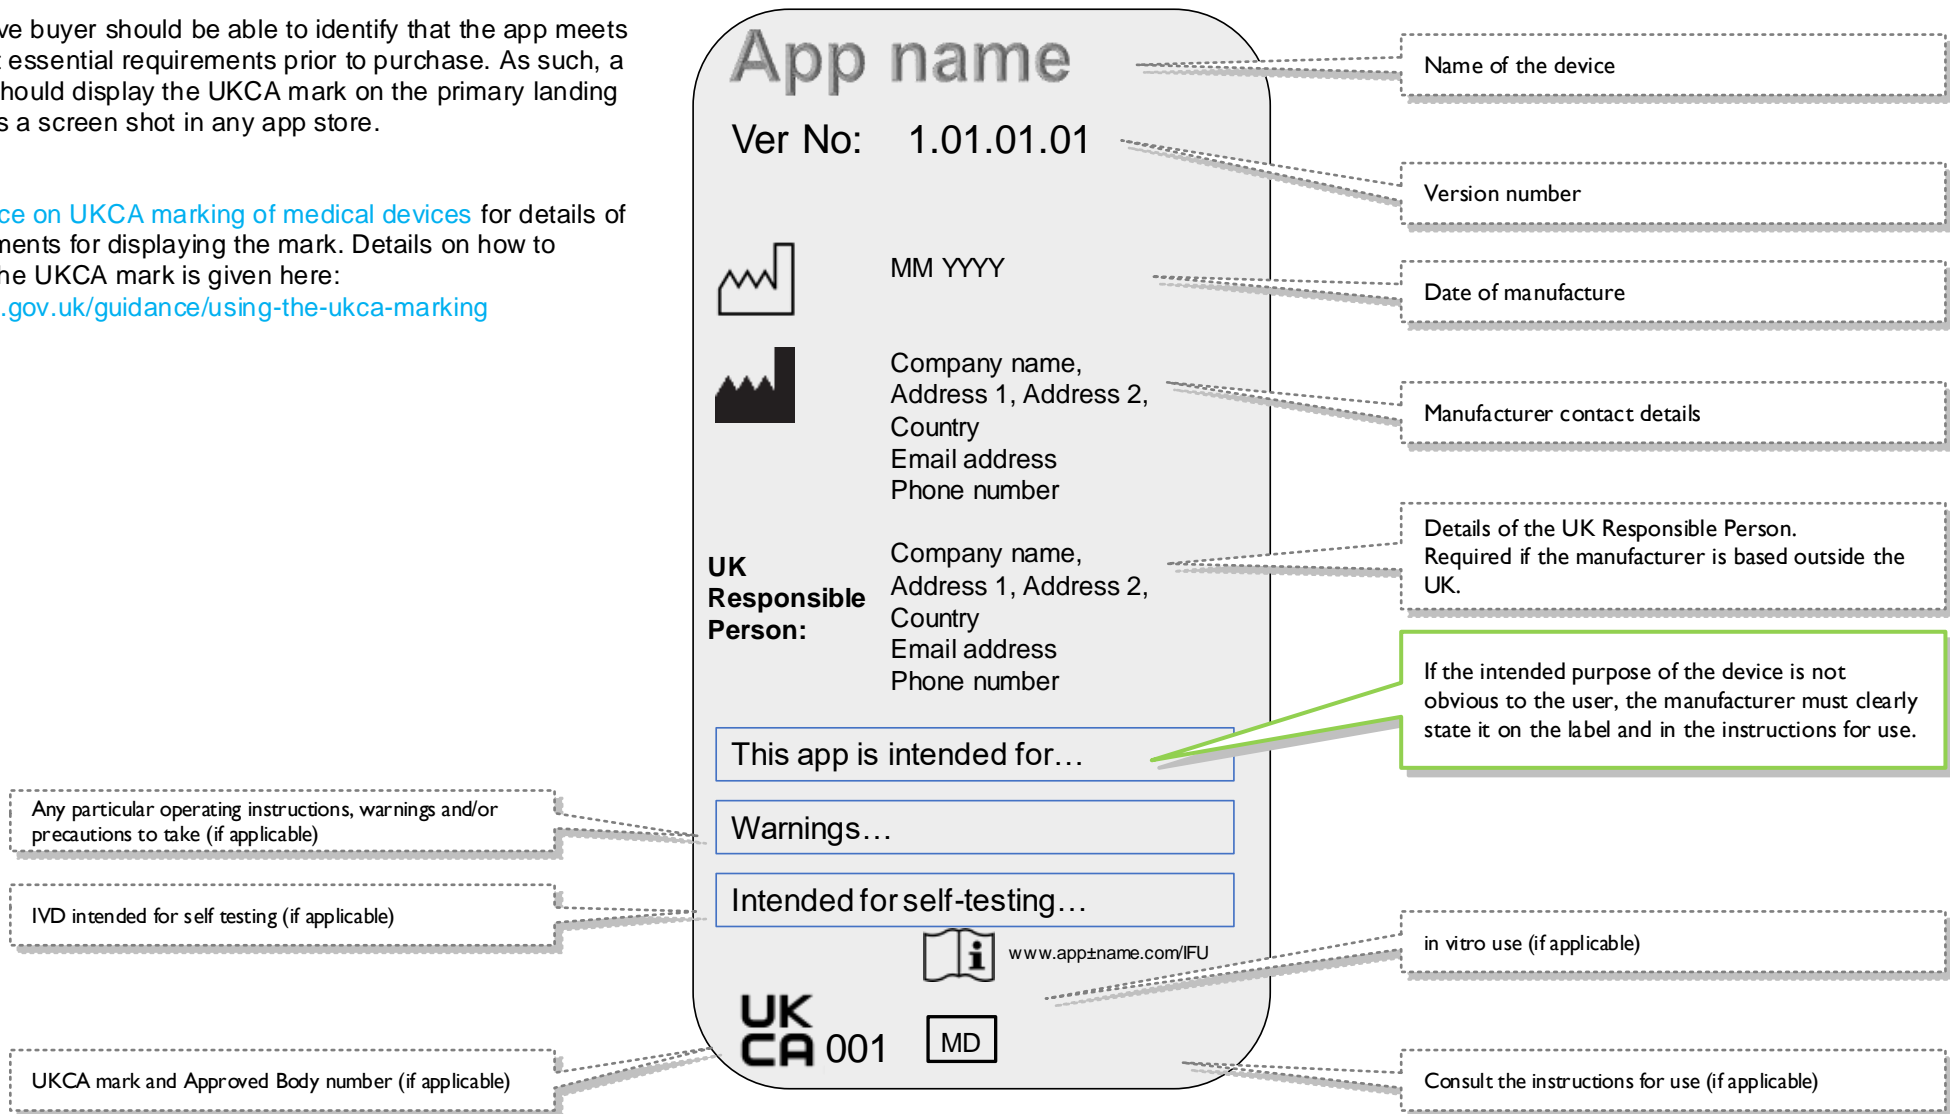 ve buyer should be able to identify that the app meets
t essential requirements prior to purchase. As such, a
hould display the UKCA mark on the primary landing
s a screen shot in any app store.
ce on UKCA marking of medical devices for details of
ments for displaying the mark. Details on how to
he UKCA mark is given here:
.gov.uk/guidance/using-the-ukca-marking
App name
Ver No: 1.01.01.01
MM YYYY
Company name,
Address 1, Address 2,
Country
Email address
Phone number
UK
Responsible
Person:
Company name,
Address 1, Address 2,
Country
Email address
Phone number
This app is intended for…
Warnings…
Intended for self-testing…
www.app±name.com/IFU
UK
CA 001
MD
Name of the device
Version number
Date of manufacture
Manufacturer contact details
Details of the UK Responsible Person.
Required if the manufacturer is based outside the
UK.
If the intended purpose of the device is not
obvious to the user, the manufacturer must clearly
state it on the label and in the instructions for use.
Any particular operating instructions, warnings and/or
precautions to take (if applicable)
IVD intended for self testing (if applicable)
UKCA mark and Approved Body number (if applicable)
in vitro use (if applicable)
Consult the instructions for use (if applicable)